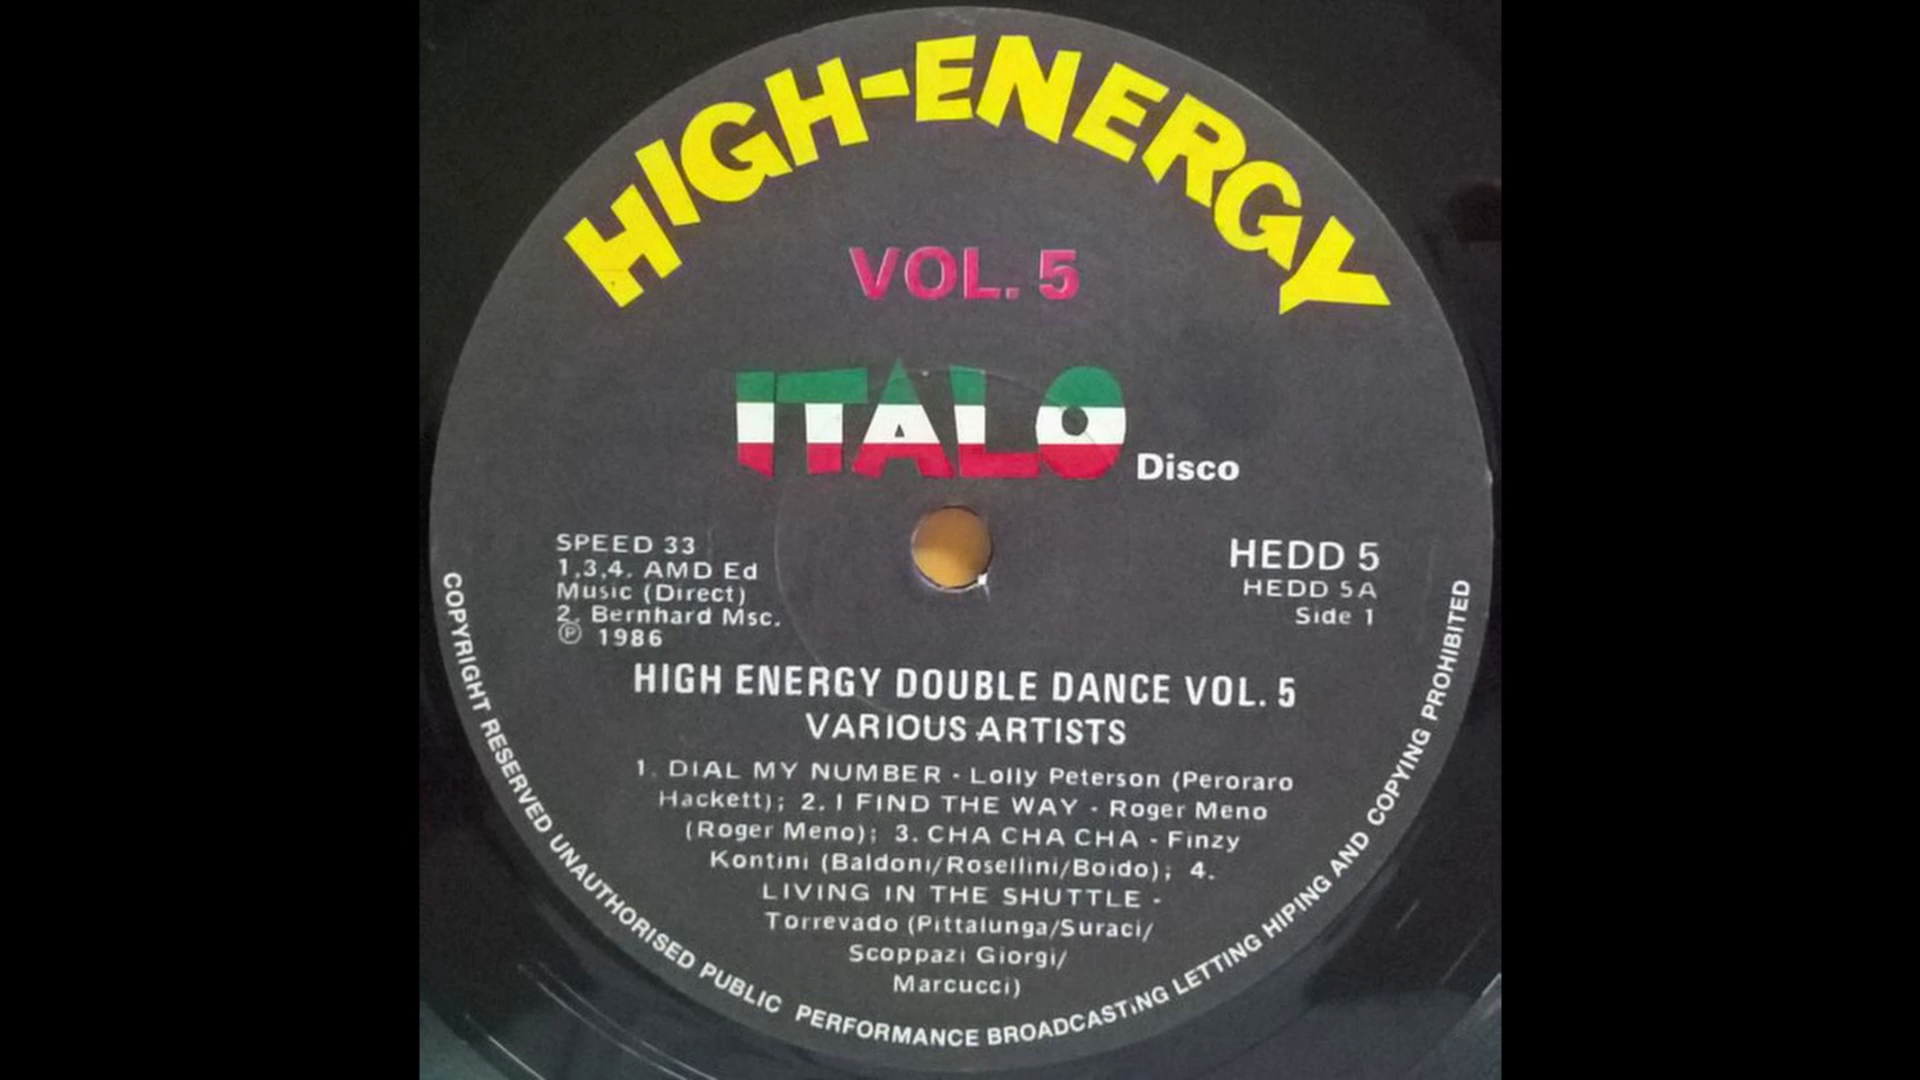 HIGH-ENERGY
VOL. 5
ITALO Disco
SPEED 33
1,3,4. AMD Ed
Music (Direct)
2. Bernhard Msc.
℗ 1986
HEDD 5
HEDD 5A
Side 1
HIGH ENERGY DOUBLE DANCE VOL. 5
VARIOUS ARTISTS
1. DIAL MY NUMBER - Lolly Peterson (Peroraro
Hackett); 2. I FIND THE WAY - Roger Meno
(Roger Meno); 3. CHA CHA CHA - Finzy
Kontini (Baldoni/Rosellini/Boido); 4.
LIVING IN THE SHUTTLE -
Torrevado (Pittalunga/Suraci/
Scoppazi Giorgi/
Marcucci)
COPYRIGHT RESERVED UNAUTHORISED PUBLIC PERFORMANCE BROADCASTING LETTING HIPING AND COPYING PROHIBITED